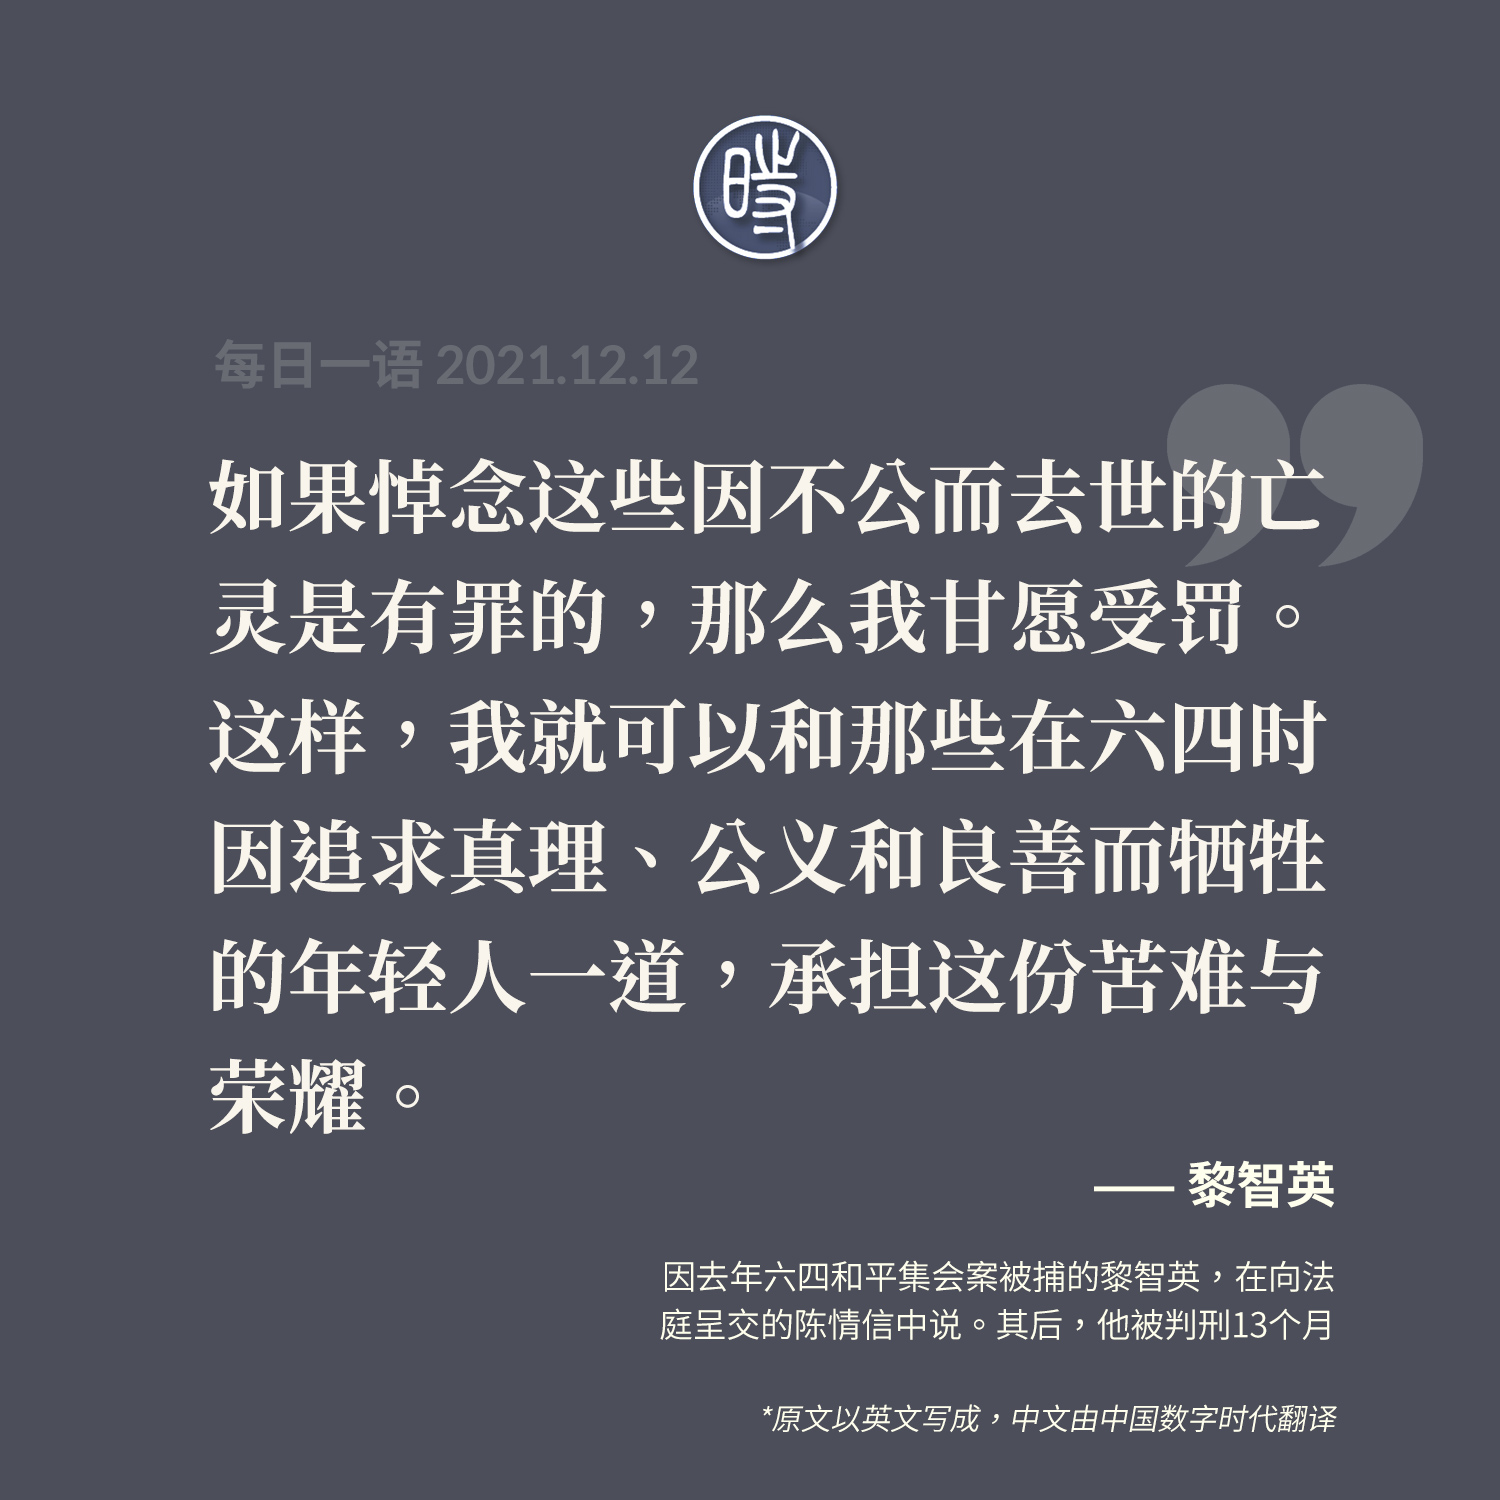 時
每日一语 2021.12.12
如果悼念这些因不公而去世的亡
灵是有罪的，那么我甘愿受罚。
这样，我就可以和那些在六四时
因追求真理、公义和良善而牺牲
的年轻人一道，承担这份苦难与
荣耀。
—— 黎智英
因去年六四和平集会案被捕的黎智英，在向法
庭呈交的陈情信中说。其后，他被判刑13个月
*原文以英文写成，中文由中国数字时代翻译